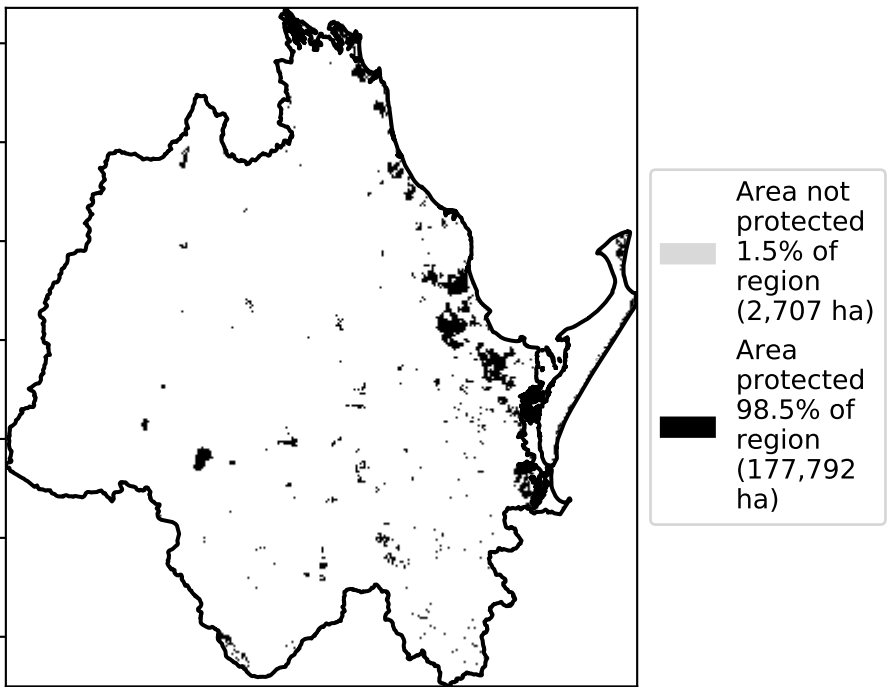 Area not
protected
1.5% of
region
(2,707 ha)
Area
protected
98.5% of
region
(177,792
ha)